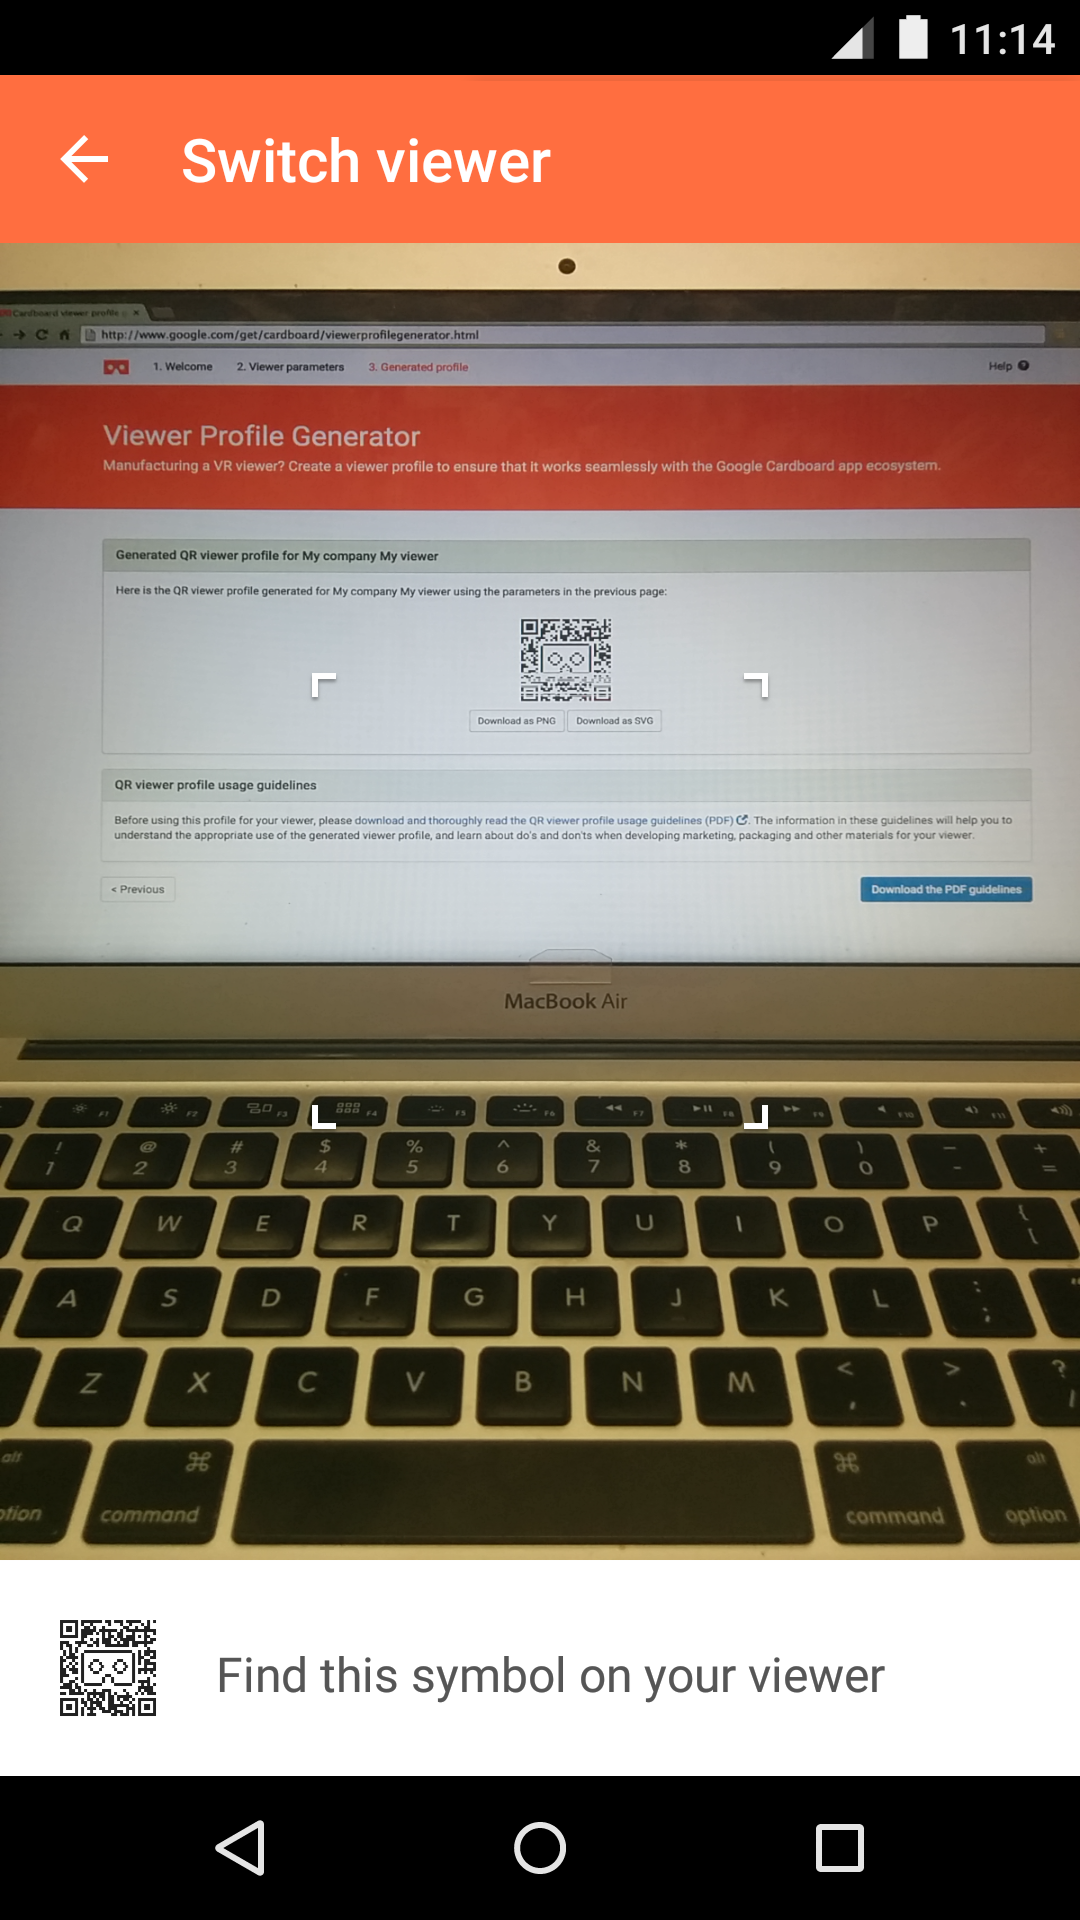 11:14
Switch viewer
Cardboard viewer profile
http://www.google.com/get/cardboard/viewerprofilegenerator.html
1. Welcome 2. Viewer parameters 3. Generated profile Help
Viewer Profile Generator
Manufacturing a VR viewer? Create a viewer profile to ensure that it works seamlessly with the Google Cardboard app ecosystem.
Generated QR viewer profile for My company My viewer
Here is the QR viewer profile generated for My company My viewer using the parameters in the previous page:
Download as PNG Download as SVG
QR viewer profile usage guidelines
Before using this profile for your viewer, please download and thoroughly read the QR viewer profile usage guidelines (PDF). The information in these guidelines will help you to
understand the appropriate use of the generated viewer profile, and learn about do's and don'ts when developing marketing, packaging and other materials for your viewer.
< Previous Download the PDF guidelines
MacBook Air
F1 F2 F3 F4 F5 F6 F7 F8 F9 F10 F11
! @ # $ % ^ & * ( ) _ +
1 2 3 4 5 6 7 8 9 0 - =
Q W E R T Y U I O P { [
A S D F G H J K L : ;
Z X C V B N M < , > . ?
alt ⌘ ⌘ alt
option command command option
Find this symbol on your viewer